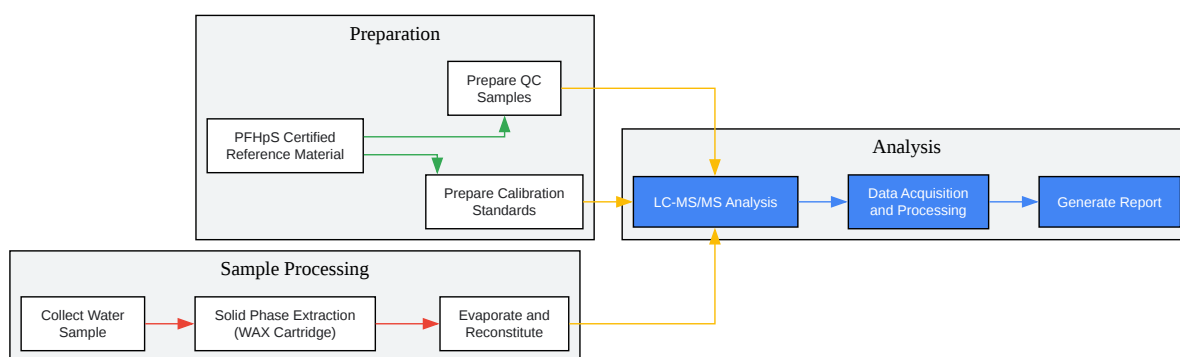 Preparation
Prepare QC
Samples
PFHpS Certified
Reference Material
Prepare Calibration
Standards
Analysis
LC-MS/MS Analysis
Data Acquisition
and Processing
Generate Report
Sample Processing
Collect Water
Sample
Solid Phase Extraction
(WAX Cartridge)
Evaporate and
Reconstitute